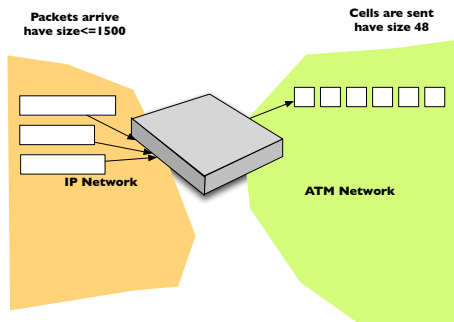 Packets arrive
have size<=1500
Cells are sent
have size 48
IP Network
ATM Network